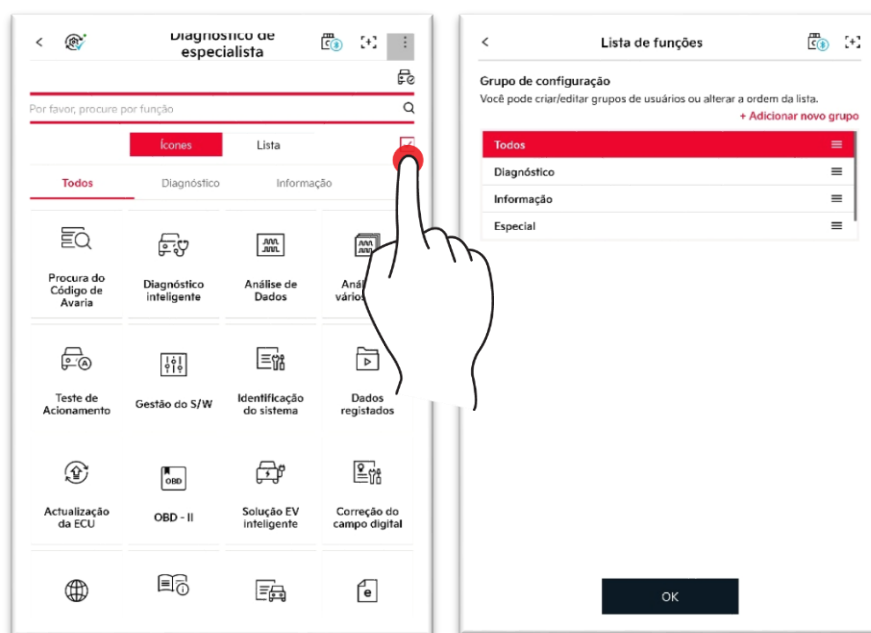 Diagnóstico de
especialista
Por favor, procure por função
Ícones
Lista
Todos
Diagnóstico
Informação
Procura do
Código de
Avaria
Diagnóstico
inteligente
Análise de
Dados
vários
Teste de
Acionamento
Gestão do S/W
Identificação
do sistema
Dados
registados
OBD
Actualização
da ECU
OBD - II
Solução EV
inteligente
Correção do
campo digital
Lista de funções
Grupo de configuração
Você pode criar/editar grupos de usuários ou alterar a ordem da lista.
+ Adicionar novo grupo
Todos
Diagnóstico
Informação
Especial
OK